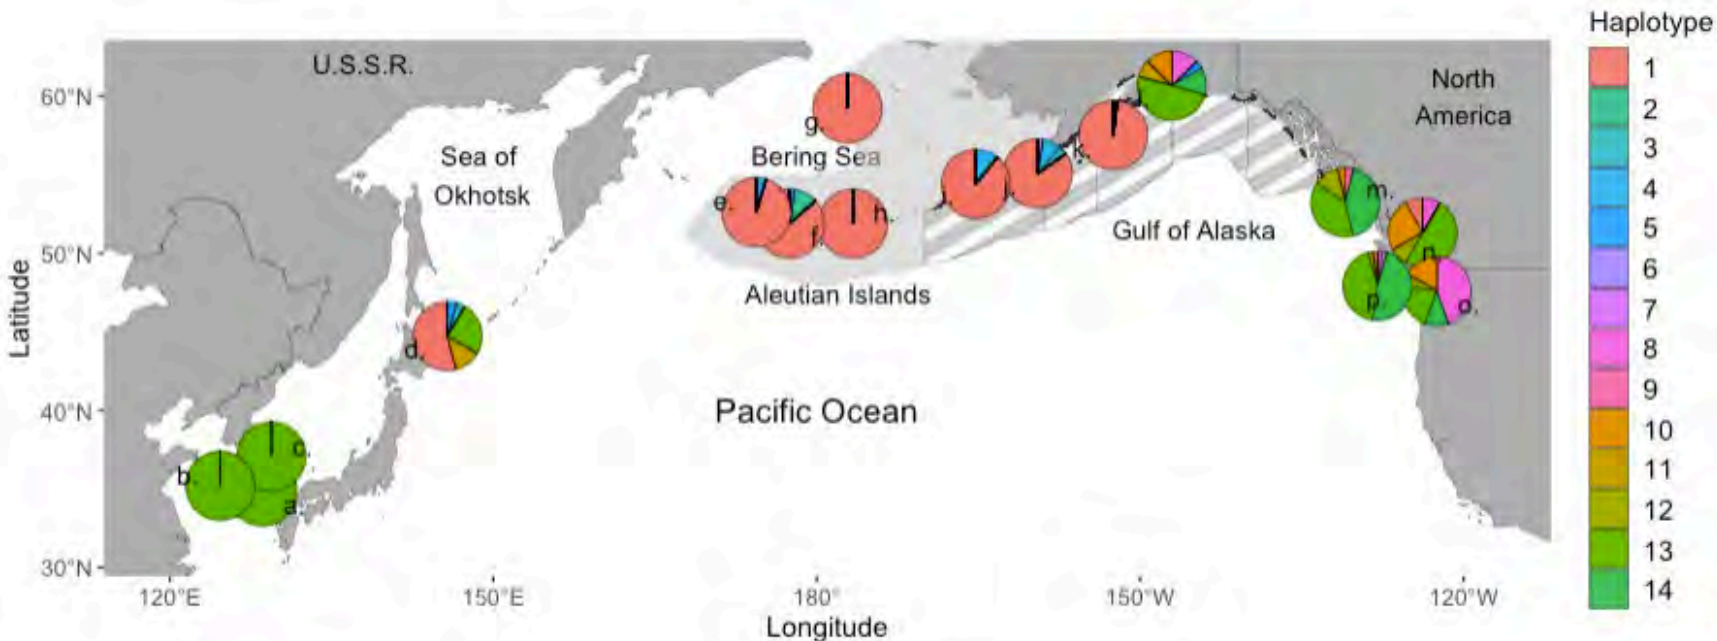 Haplotype
1
2
3
4
5
6
7
8
9
10
11
12
13
14
U.S.S.R.
North
America
Sea of
Okhotsk
Bering Sea
Gulf of Alaska
Aleutian Islands
Pacific Ocean
g.
e.
f.
h.
k.
m.
n.
o.
p.
d.
c.
b.
a.
60°N
50°N
40°N
30°N
Latitude
120°E
150°E
180°
150°W
120°W
Longitude